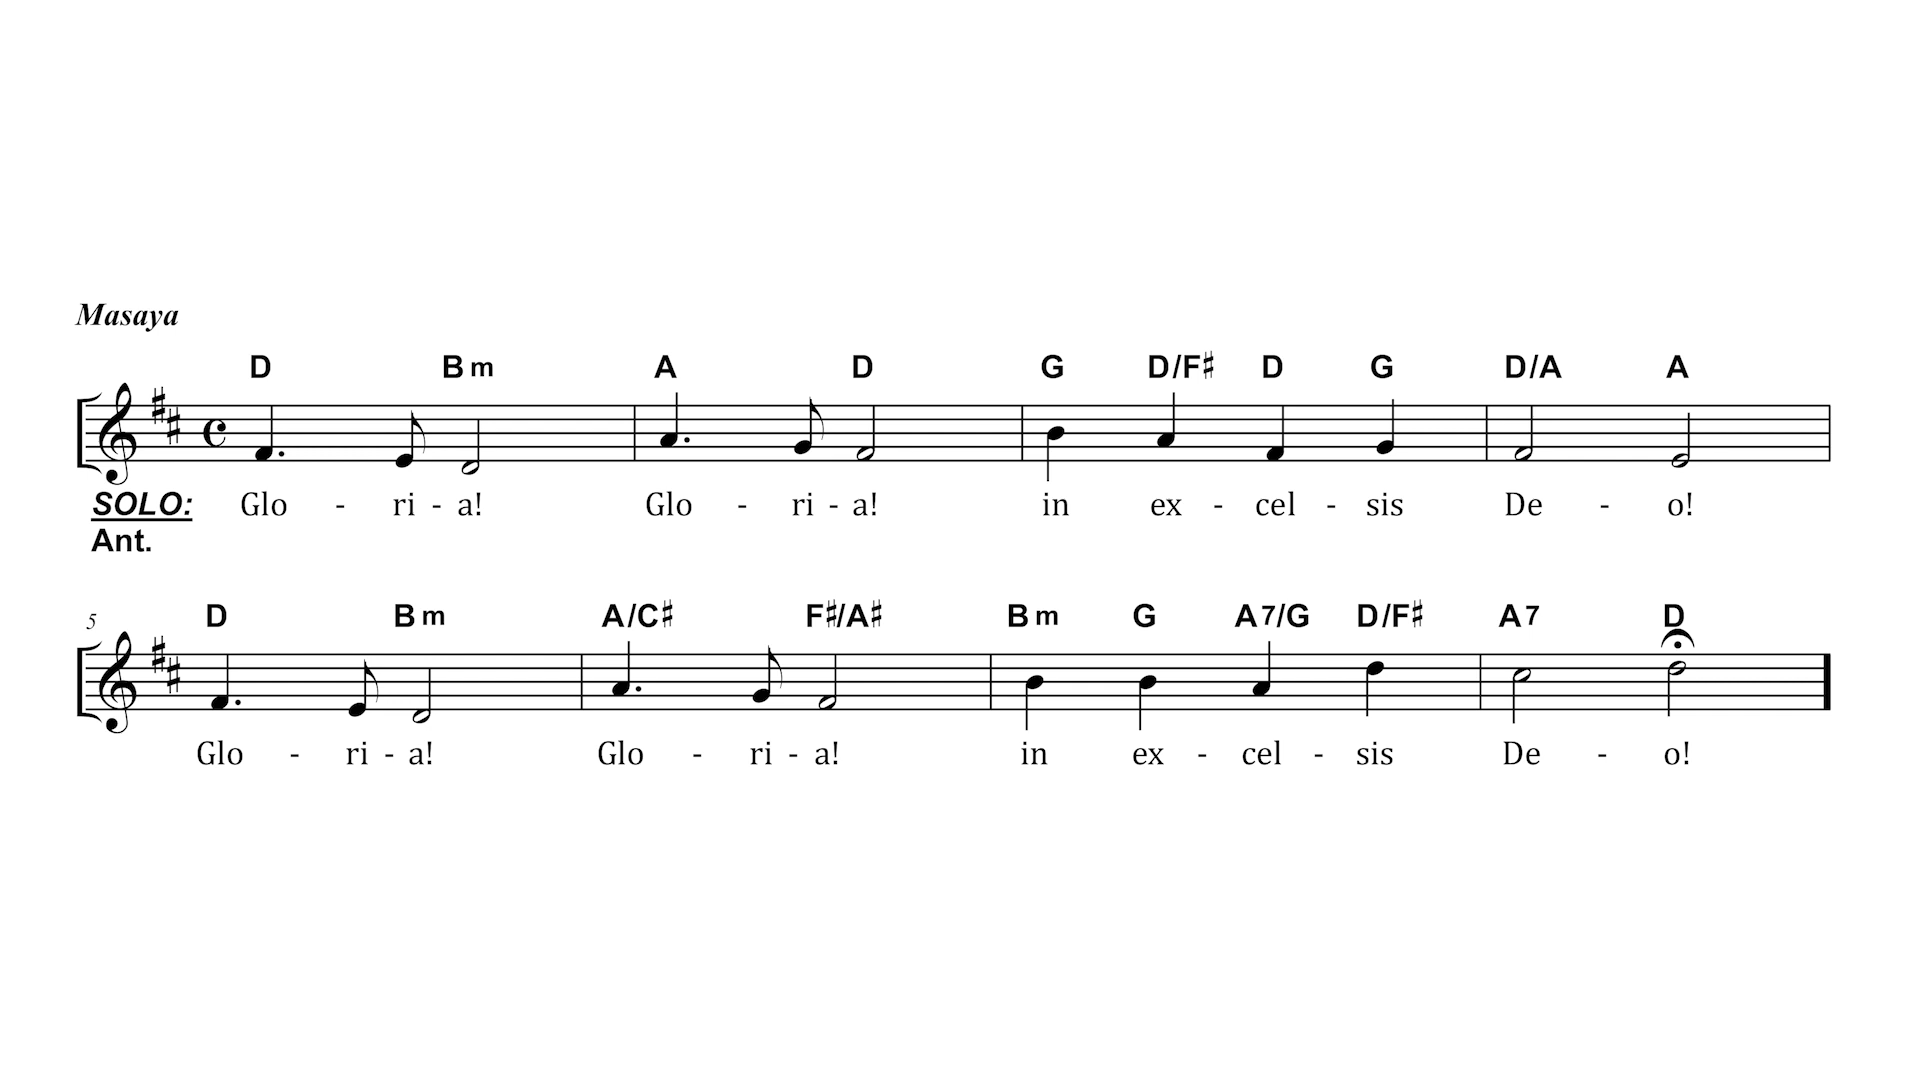 Masaya
D Bm A D G D/F♯ D G D/A A
SOLO: Glo - ri - a! Glo - ri - a! in ex - cel - sis De - o!
Ant.
5 D Bm A/C♯ F♯/A♯ Bm G A7/G D/F♯ A7 D
Glo - ri - a! Glo - ri - a! in ex - cel - sis De - o!